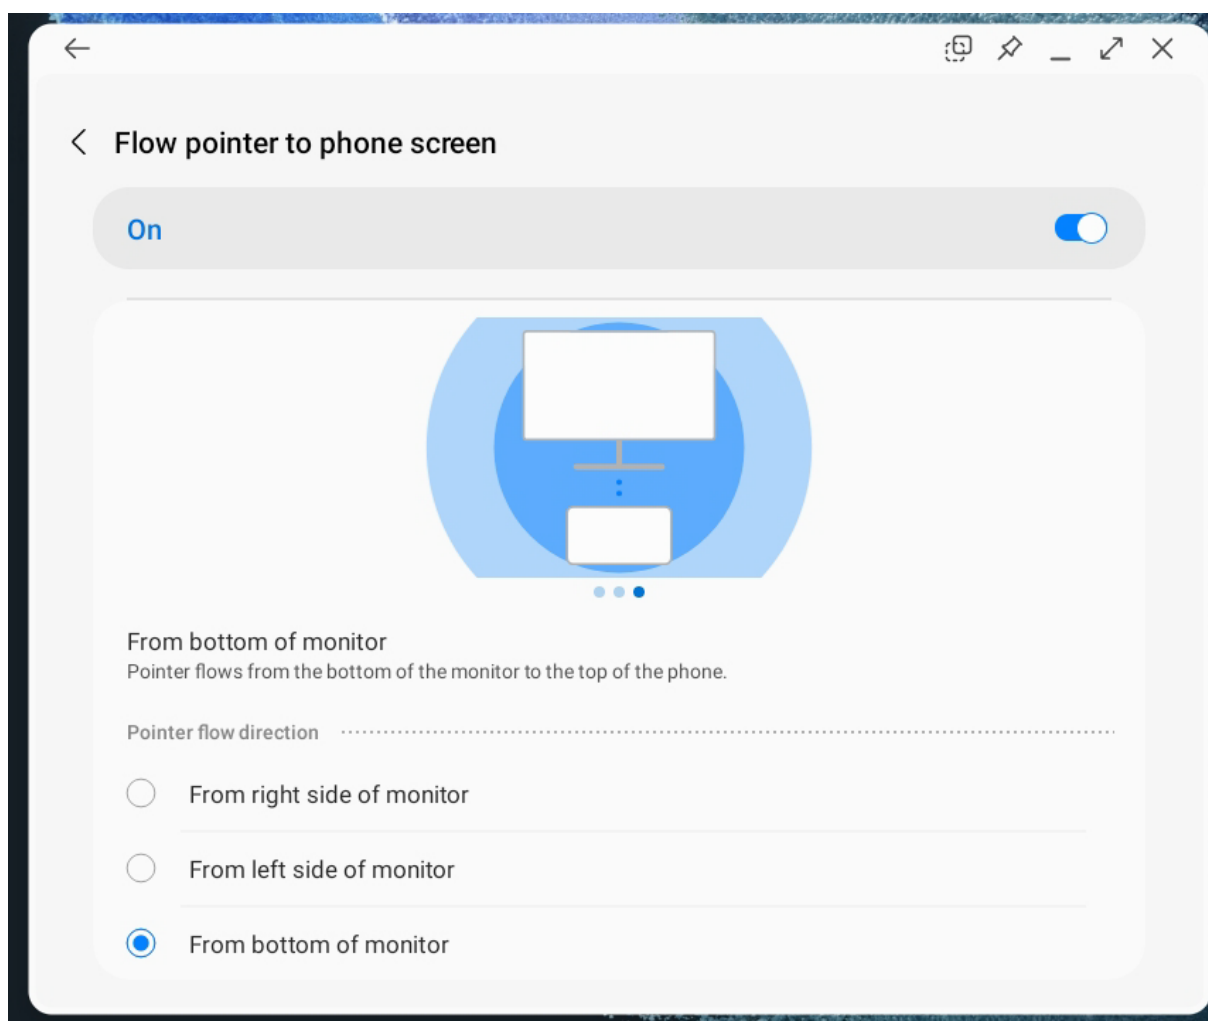 Flow pointer to phone screen
On
From bottom of monitor
Pointer flows from the bottom of the monitor to the top of the phone.
Pointer flow direction
From right side of monitor
From left side of monitor
From bottom of monitor